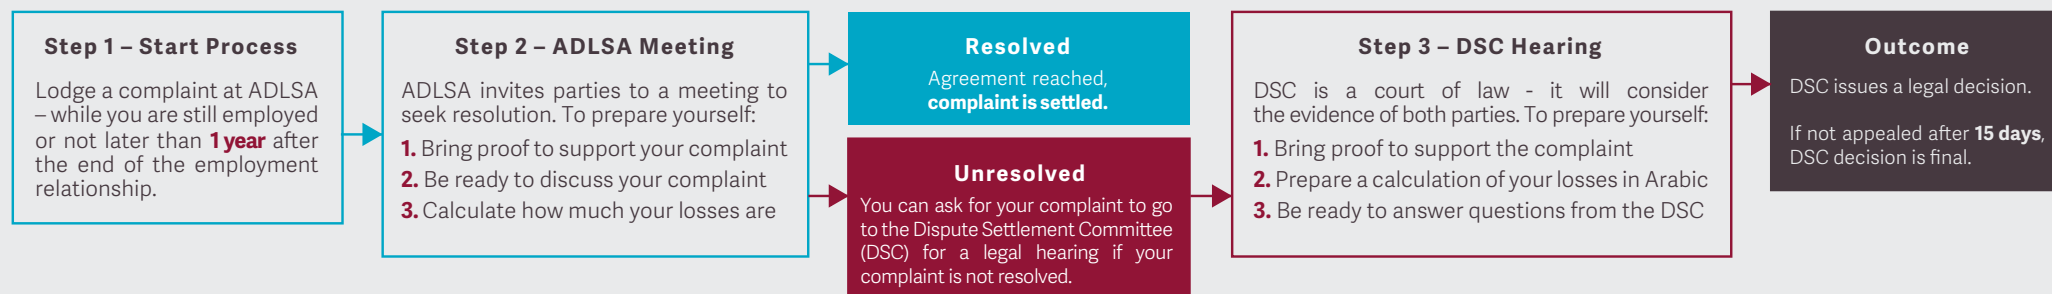 Step 1 – Start Process
Lodge a complaint at ADLSA
– while you are still employed
or not later than 1 year after
the end of the employment
relationship.
Step 2 – ADLSA Meeting
ADLSA invites parties to a meeting to
seek resolution. To prepare yourself:
1. Bring proof to support your complaint
2. Be ready to discuss your complaint
3. Calculate how much your losses are
Resolved
Agreement reached,
complaint is settled.
Unresolved
You can ask for your complaint to go
to the Dispute Settlement Committee
(DSC) for a legal hearing if your
complaint is not resolved.
Step 3 – DSC Hearing
DSC is a court of law - it will consider
the evidence of both parties. To prepare yourself:
1. Bring proof to support the complaint
2. Prepare a calculation of your losses in Arabic
3. Be ready to answer questions from the DSC
Outcome
DSC issues a legal decision.
If not appealed after 15 days,
DSC decision is final.